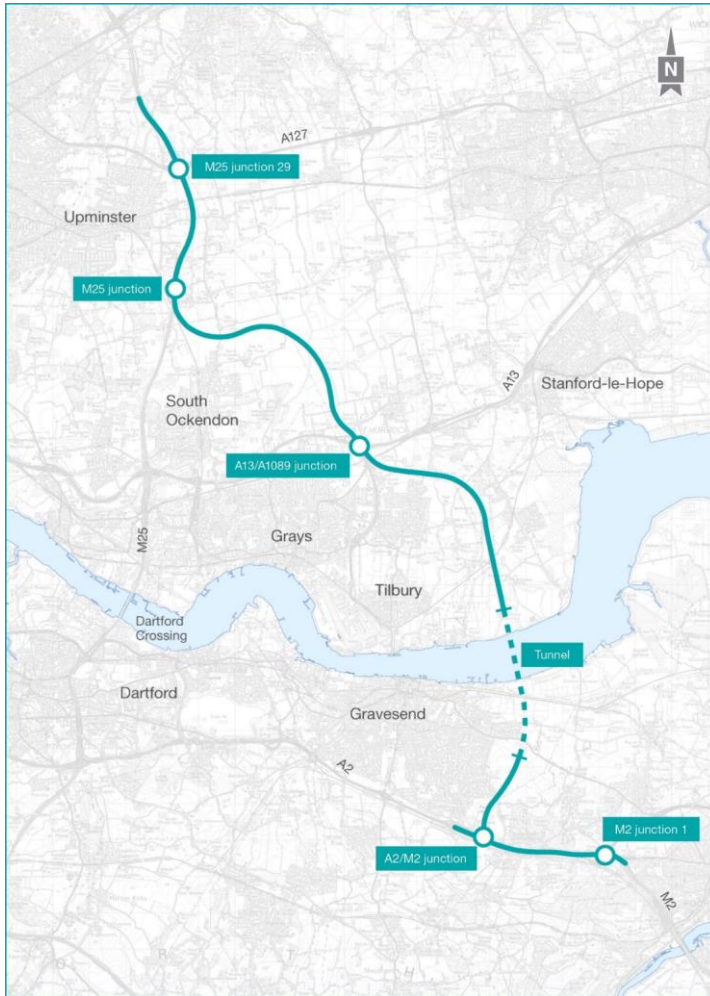 N
A127
M25 junction 29
Upminster
M25 junction
A13
Stanford-le-Hope
South
Ockendon
A13/A1089 junction
M25
Grays
Tilbury
Dartford
Crossing
Tunnel
Dartford
Gravesend
A2
M2 junction 1
A2/M2 junction
M2